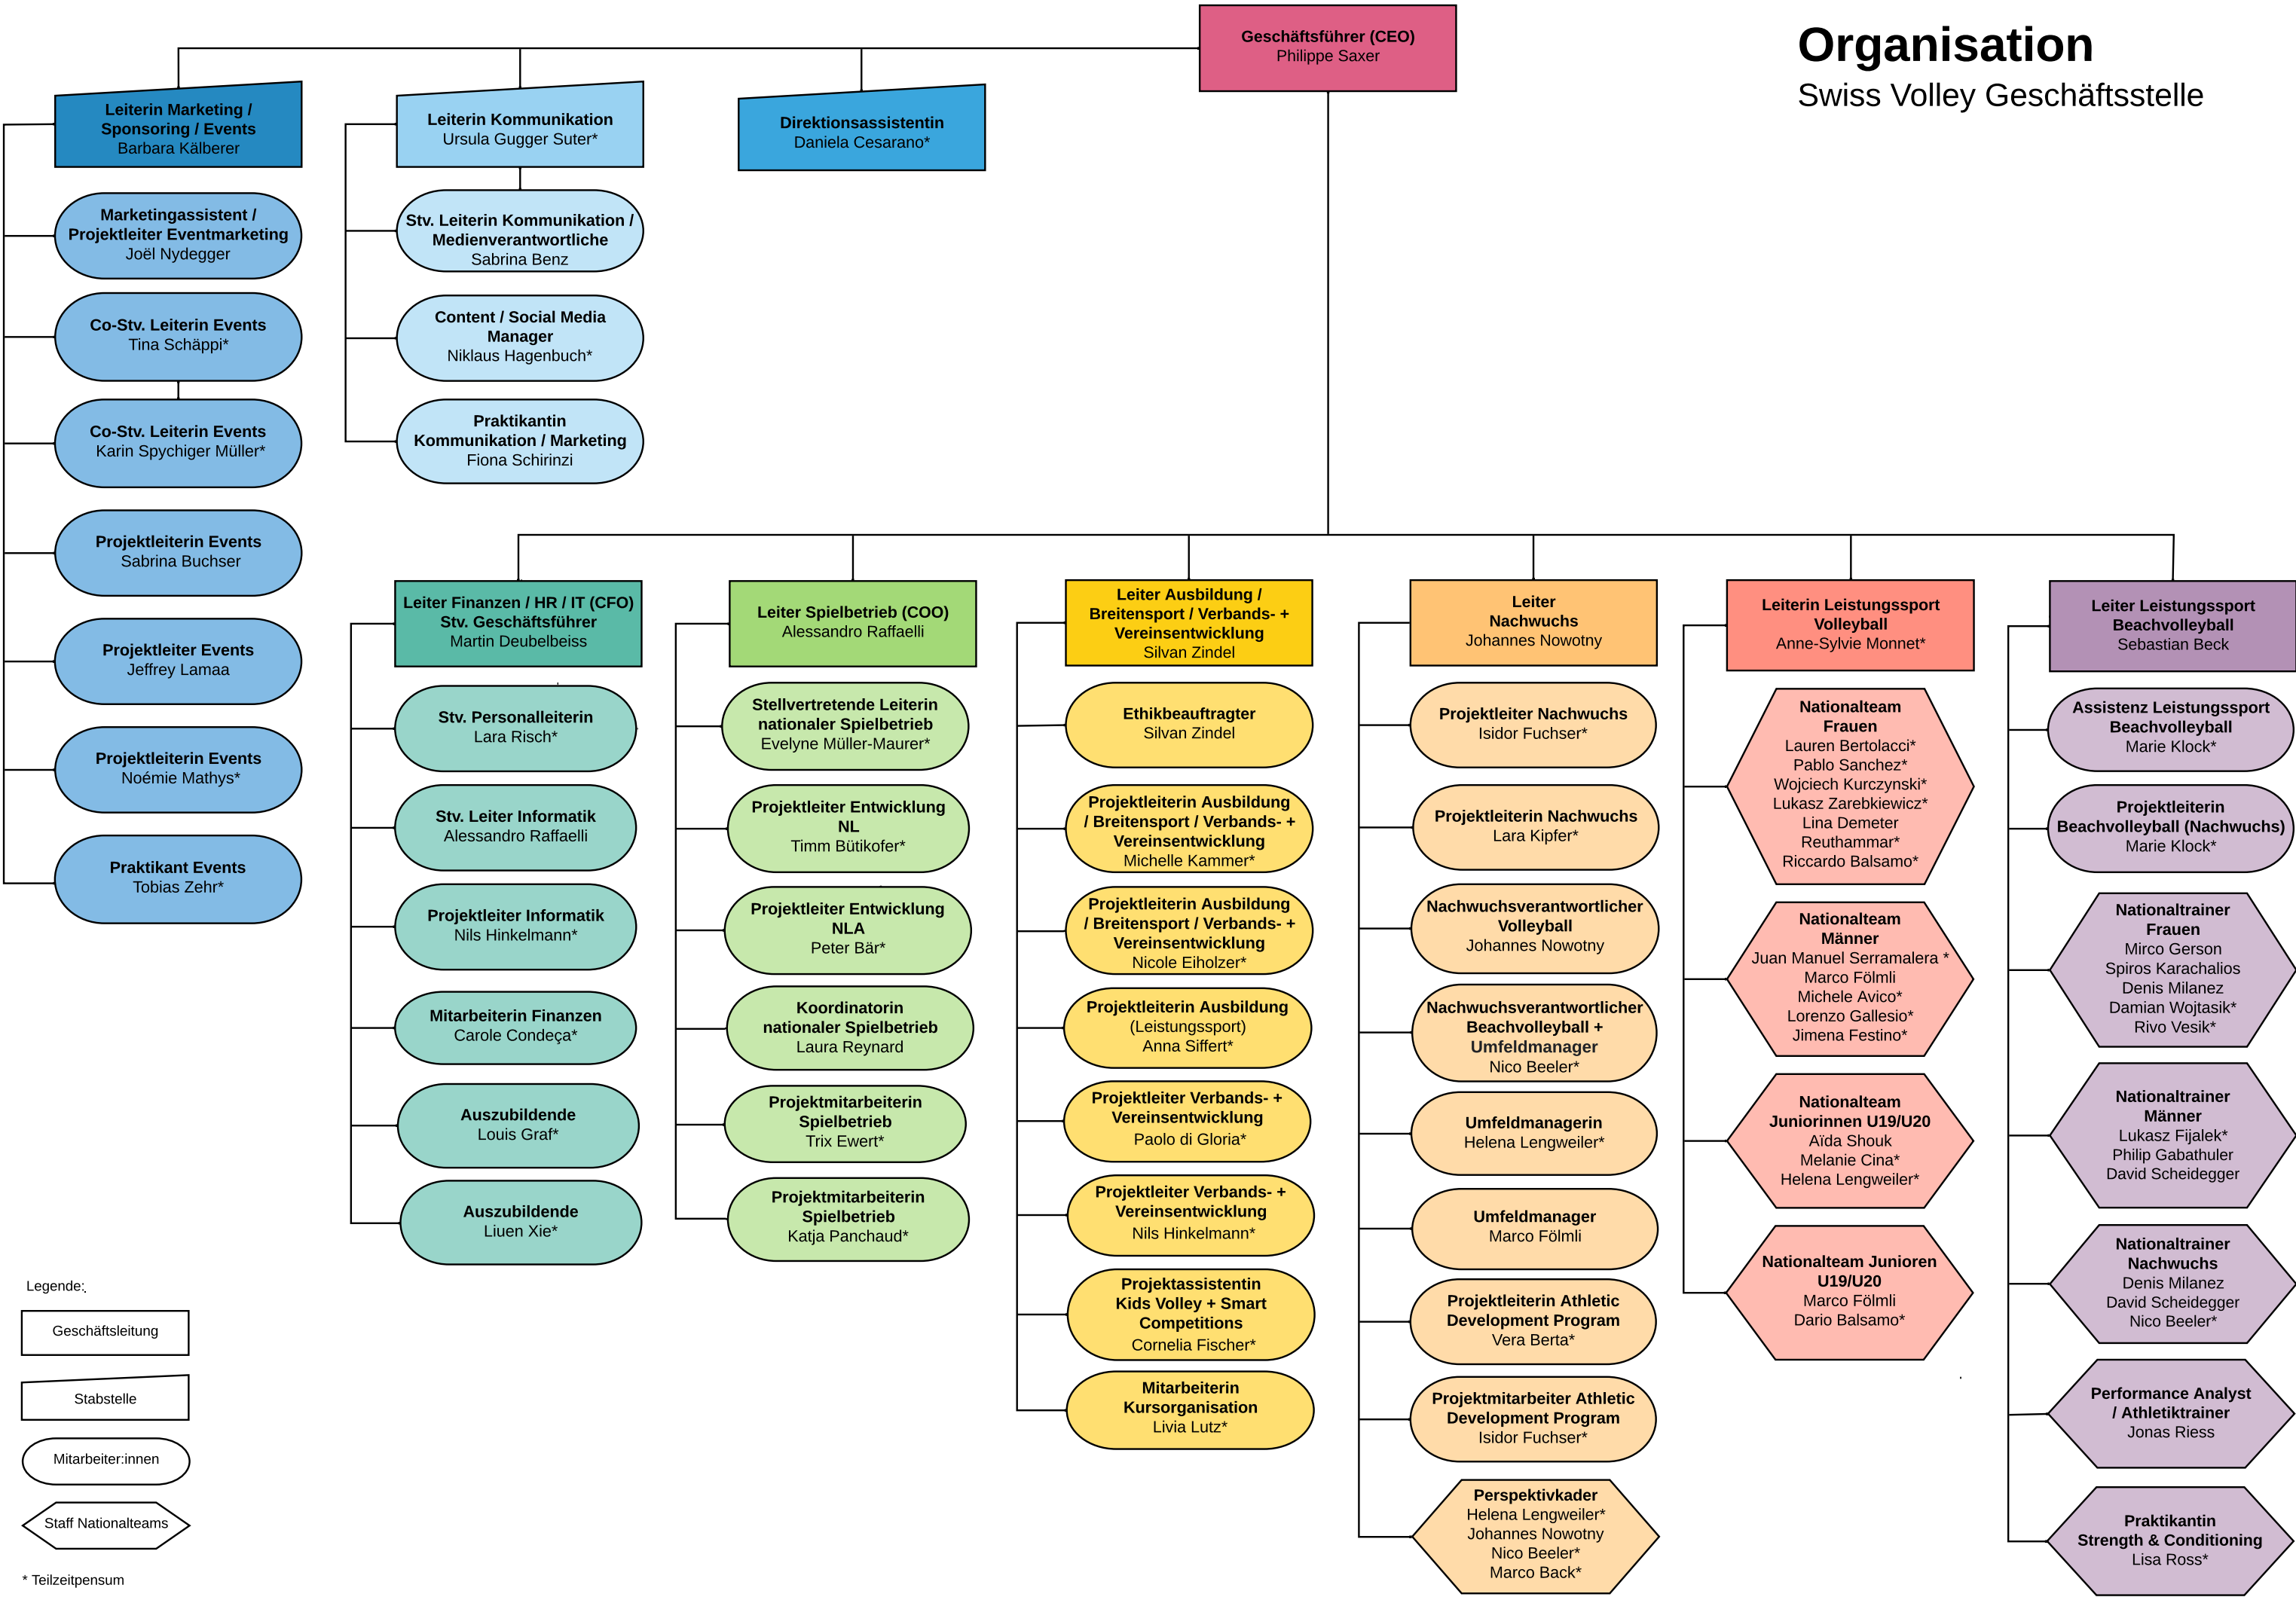 Organisation
Swiss Volley Geschäftsstelle
Geschäftsführer (CEO)
Philippe Saxer
Leiterin Marketing /
Sponsoring / Events
Barbara Kälberer
Marketingassistent /
Projektleiter Eventmarketing
Joël Nydegger
Co-Stv. Leiterin Events
Tina Schäppi*
Co-Stv. Leiterin Events
Karin Spychiger Müller*
Projektleiterin Events
Sabrina Buchser
Projektleiter Events
Jeffrey Lamaa
Projektleiterin Events
Noémie Mathys*
Praktikant Events
Tobias Zehr*
Leiterin Kommunikation
Ursula Gugger Suter*
Stv. Leiterin Kommunikation /
Medienverantwortliche
Sabrina Benz
Content / Social Media
Manager
Niklaus Hagenbuch*
Praktikantin
Kommunikation / Marketing
Fiona Schirinzi
Direktionsassistentin
Daniela Cesarano*
Leiter Finanzen / HR / IT (CFO)
Stv. Geschäftsführer
Martin Deubelbeiss
Stv. Personalleiterin
Lara Risch*
Stv. Leiter Informatik
Alessandro Raffaelli
Projektleiter Informatik
Nils Hinkelmann*
Mitarbeiterin Finanzen
Carole Condeça*
Auszubildende
Louis Graf*
Auszubildende
Liuen Xie*
Leiter Spielbetrieb (COO)
Alessandro Raffaelli
Stellvertretende Leiterin
nationaler Spielbetrieb
Evelyne Müller-Maurer*
Projektleiter Entwicklung
NL
Timm Bütikofer*
Projektleiter Entwicklung
NLA
Peter Bär*
Koordinatorin
nationaler Spielbetrieb
Laura Reynard
Projektmitarbeiterin
Spielbetrieb
Trix Ewert*
Projektmitarbeiterin
Spielbetrieb
Katja Panchaud*
Leiter Ausbildung /
Breitensport / Verbands- +
Vereinsentwicklung
Silvan Zindel
Ethikbeauftragter
Silvan Zindel
Projektleiterin Ausbildung
/ Breitensport / Verbands- +
Vereinsentwicklung
Michelle Kammer*
Projektleiterin Ausbildung
/ Breitensport / Verbands- +
Vereinsentwicklung
Nicole Eiholzer*
Projektleiterin Ausbildung
(Leistungssport)
Anna Siffert*
Projektleiter Verbands- +
Vereinsentwicklung
Paolo di Gloria*
Projektleiter Verbands- +
Vereinsentwicklung
Nils Hinkelmann*
Projektassistentin
Kids Volley + Smart
Competitions
Cornelia Fischer*
Mitarbeiterin
Kursorganisation
Livia Lutz*
Leiter
Nachwuchs
Johannes Nowotny
Projektleiter Nachwuchs
Isidor Fuchser*
Projektleiterin Nachwuchs
Lara Kipfer*
Nachwuchsverantwortlicher
Volleyball
Johannes Nowotny
Nachwuchsverantwortlicher
Beachvolleyball +
Umfeldmanager
Nico Beeler*
Umfeldmanagerin
Helena Lengweiler*
Umfeldmanager
Marco Fölmli
Projektleiterin Athletic
Development Program
Vera Berta*
Projektmitarbeiter Athletic
Development Program
Isidor Fuchser*
Perspektivkader
Helena Lengweiler*
Johannes Nowotny
Nico Beeler*
Marco Back*
Leiterin Leistungssport
Volleyball
Anne-Sylvie Monnet*
Nationalteam
Frauen
Lauren Bertolacci*
Pablo Sanchez*
Wojciech Kurczynski*
Lukasz Zarebkiewicz*
Lina Demeter
Reuthammar*
Riccardo Balsamo*
Nationalteam
Männer
Juan Manuel Serramalera *
Marco Fölmli
Michele Avico*
Lorenzo Gallesio*
Jimena Festino*
Nationalteam
Juniorinnen U19/U20
Aïda Shouk
Melanie Cina*
Helena Lengweiler*
Nationalteam Junioren
U19/U20
Marco Fölmli
Dario Balsamo*
Leiter Leistungssport
Beachvolleyball
Sebastian Beck
Assistenz Leistungssport
Beachvolleyball
Marie Klock*
Projektleiterin
Beachvolleyball (Nachwuchs)
Marie Klock*
Nationaltrainer
Frauen
Mirco Gerson
Spiros Karachalios
Denis Milanez
Damian Wojtasik*
Rivo Vesik*
Nationaltrainer
Männer
Lukasz Fijalek*
Philip Gabathuler
David Scheidegger
Nationaltrainer
Nachwuchs
Denis Milanez
David Scheidegger
Nico Beeler*
Performance Analyst
/ Athletiktrainer
Jonas Riess
Praktikantin
Strength & Conditioning
Lisa Ross*
Legende:
Geschäftsleitung
Stabstelle
Mitarbeiter:innen
Staff Nationalteams
* Teilzeitpensum